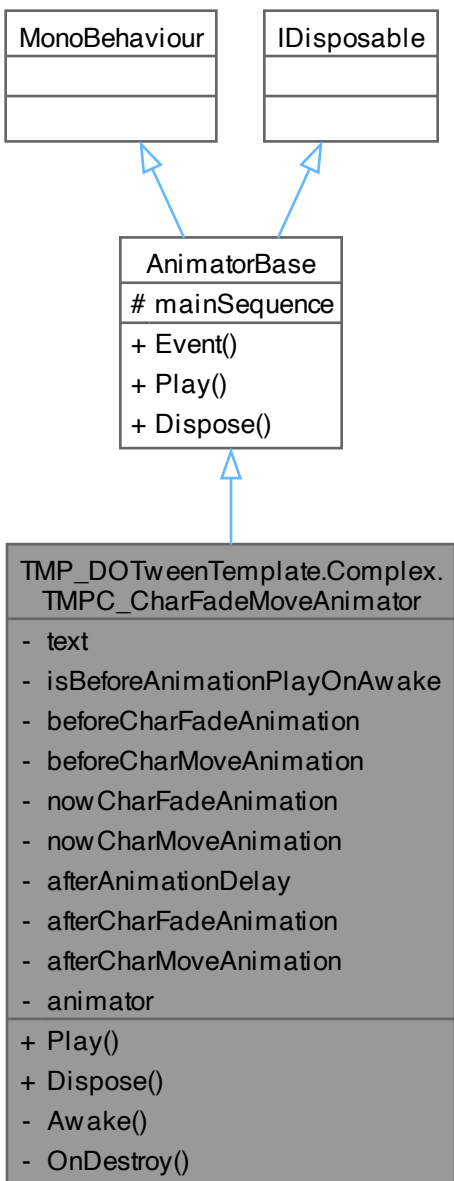 MonoBehaviour
IDisposable
AnimatorBase
# mainSequence
+ Event()
+ Play()
+ Dispose()
TMP_DOTweenTemplate.Complex.
TMPC_CharFadeMoveAnimator
- text
- isBeforeAnimationPlayOnAwake
- beforeCharFadeAnimation
- beforeCharMoveAnimation
- nowCharFadeAnimation
- nowCharMoveAnimation
- afterAnimationDelay
- afterCharFadeAnimation
- afterCharMoveAnimation
- animator
+ Play()
+ Dispose()
- Awake()
- OnDestroy()